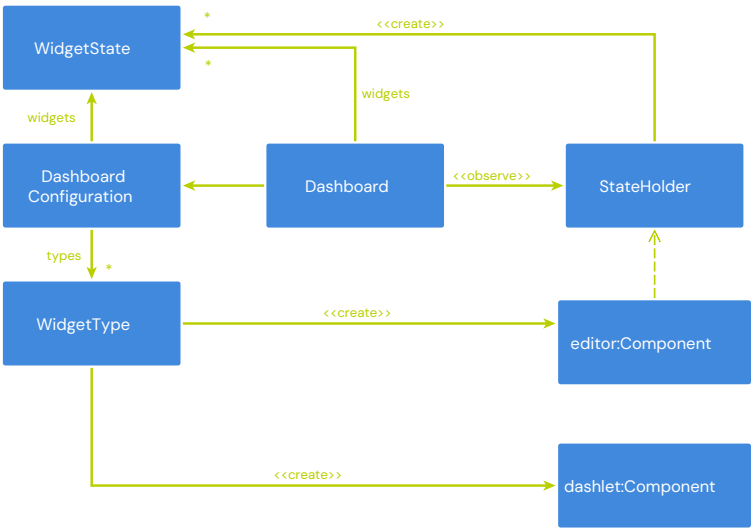 *
<<create>>
WidgetState
*
widgets
widgets
Dashboard
Configuration
Dashboard
<<observe>>
StateHolder
types
*
WidgetType
<<create>>
editor:Component
<<create>>
dashlet:Component